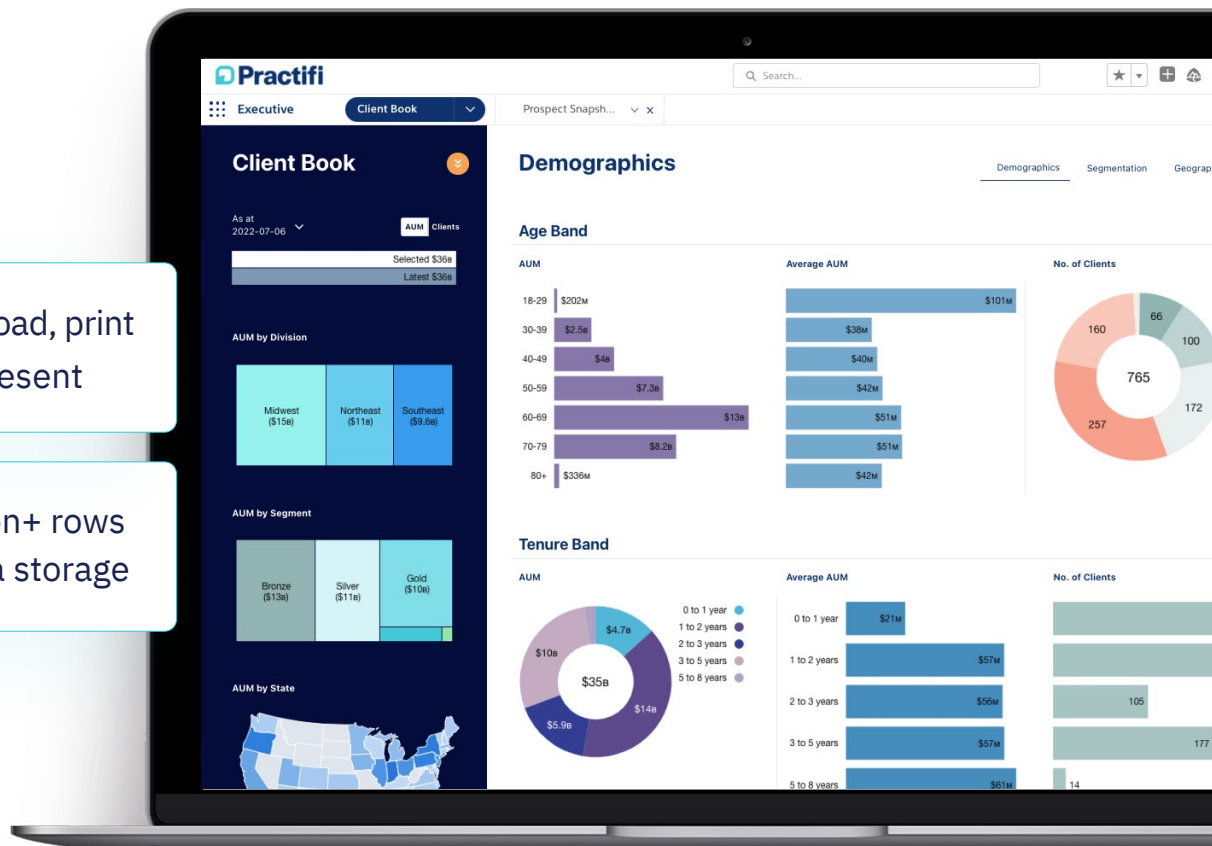 Practifi
Search...
Executive
Client Book
Prospect Snapsh...
x
Client Book
Demographics
Demographics
Segmentation
As at
2022-07-06
AUM
Clients
Selected $36B
Latest $36B
Age Band
AUM
Average AUM
No. of Clients
18-29
$202M
$101M
30-39
$2.5B
$38M
40-49
$4B
$40M
50-59
$7.3B
$42M
60-69
$13B
$51M
70-79
$8.2B
$51M
80+
$336M
$42M
66
160
100
765
172
257
print
AUM by Division
Midwest
($15B)
Northeast
($11B)
Southeast
($9.6B)
rows
storage
AUM by Segment
Bronze
($13B)
Silver
($11B)
Gold
($10B)
Tenure Band
AUM
Average AUM
No. of Clients
0 to 1 year
1 to 2 years
2 to 3 years
3 to 5 years
5 to 8 years
$4.7B
$10B
$35B
$14B
$5.9B
0 to 1 year
$21M
1 to 2 years
$57M
2 to 3 years
$56M
105
3 to 5 years
$57M
177
5 to 8 years
$61M
14
AUM by State